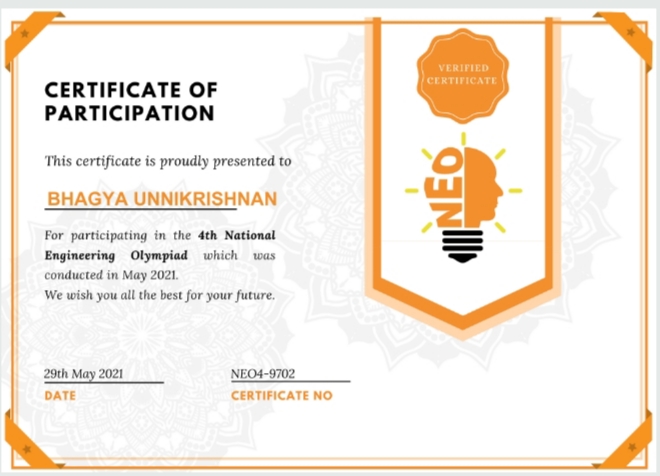 CERTIFICATE OF
PARTICIPATION
This certificate is proudly presented to
BHAGYA UNNIKRISHNAN
For participating in the 4th National
Engineering Olympiad which was
conducted in May 2021.
We wish you all the best for your future.
29th May 2021
DATE
NEO4-9702
CERTIFICATE NO
VERIFIED
CERTIFICATE
NEO